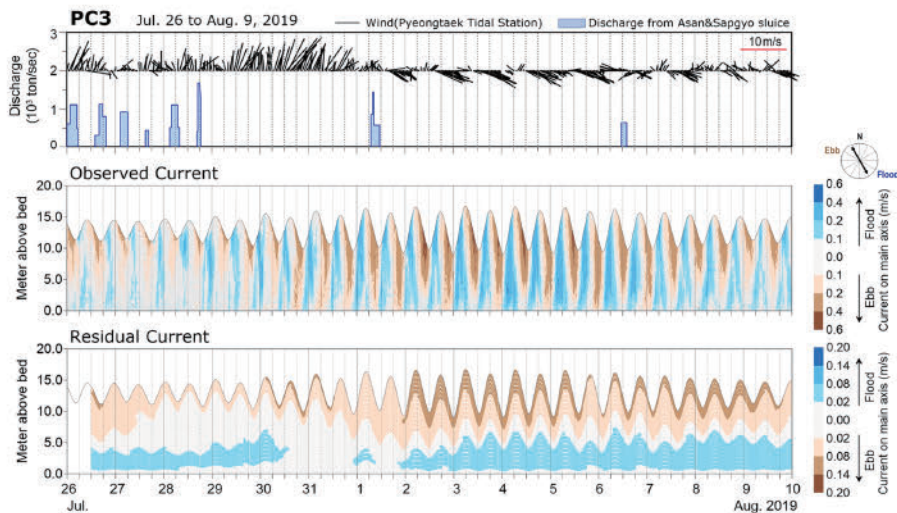 PC3 Jul. 26 to Aug. 9, 2019 Wind(Pyeongtaek Tidal Station) Discharge from Asan&Sapgyo sluice
10m/s
Discharge
(10³ ton/sec)
3
2
1
0
Observed Current
Meter above bed
20.0
15.0
10.0
5.0
0.0
N
Ebb
Flood
0.6
0.4
0.2
0.1
0.0
0.1
0.2
0.4
0.6
Flood
Ebb
Current on main axis (m/s)
Residual Current
Meter above bed
20.0
15.0
10.0
5.0
0.0
0.20
0.14
0.08
0.02
0.00
0.02
0.08
0.14
0.20
Flood
Ebb
Current on main axis (m/s)
26 27 28 29 30 31 1 2 3 4 5 6 7 8 9 10
Jul. Aug. 2019